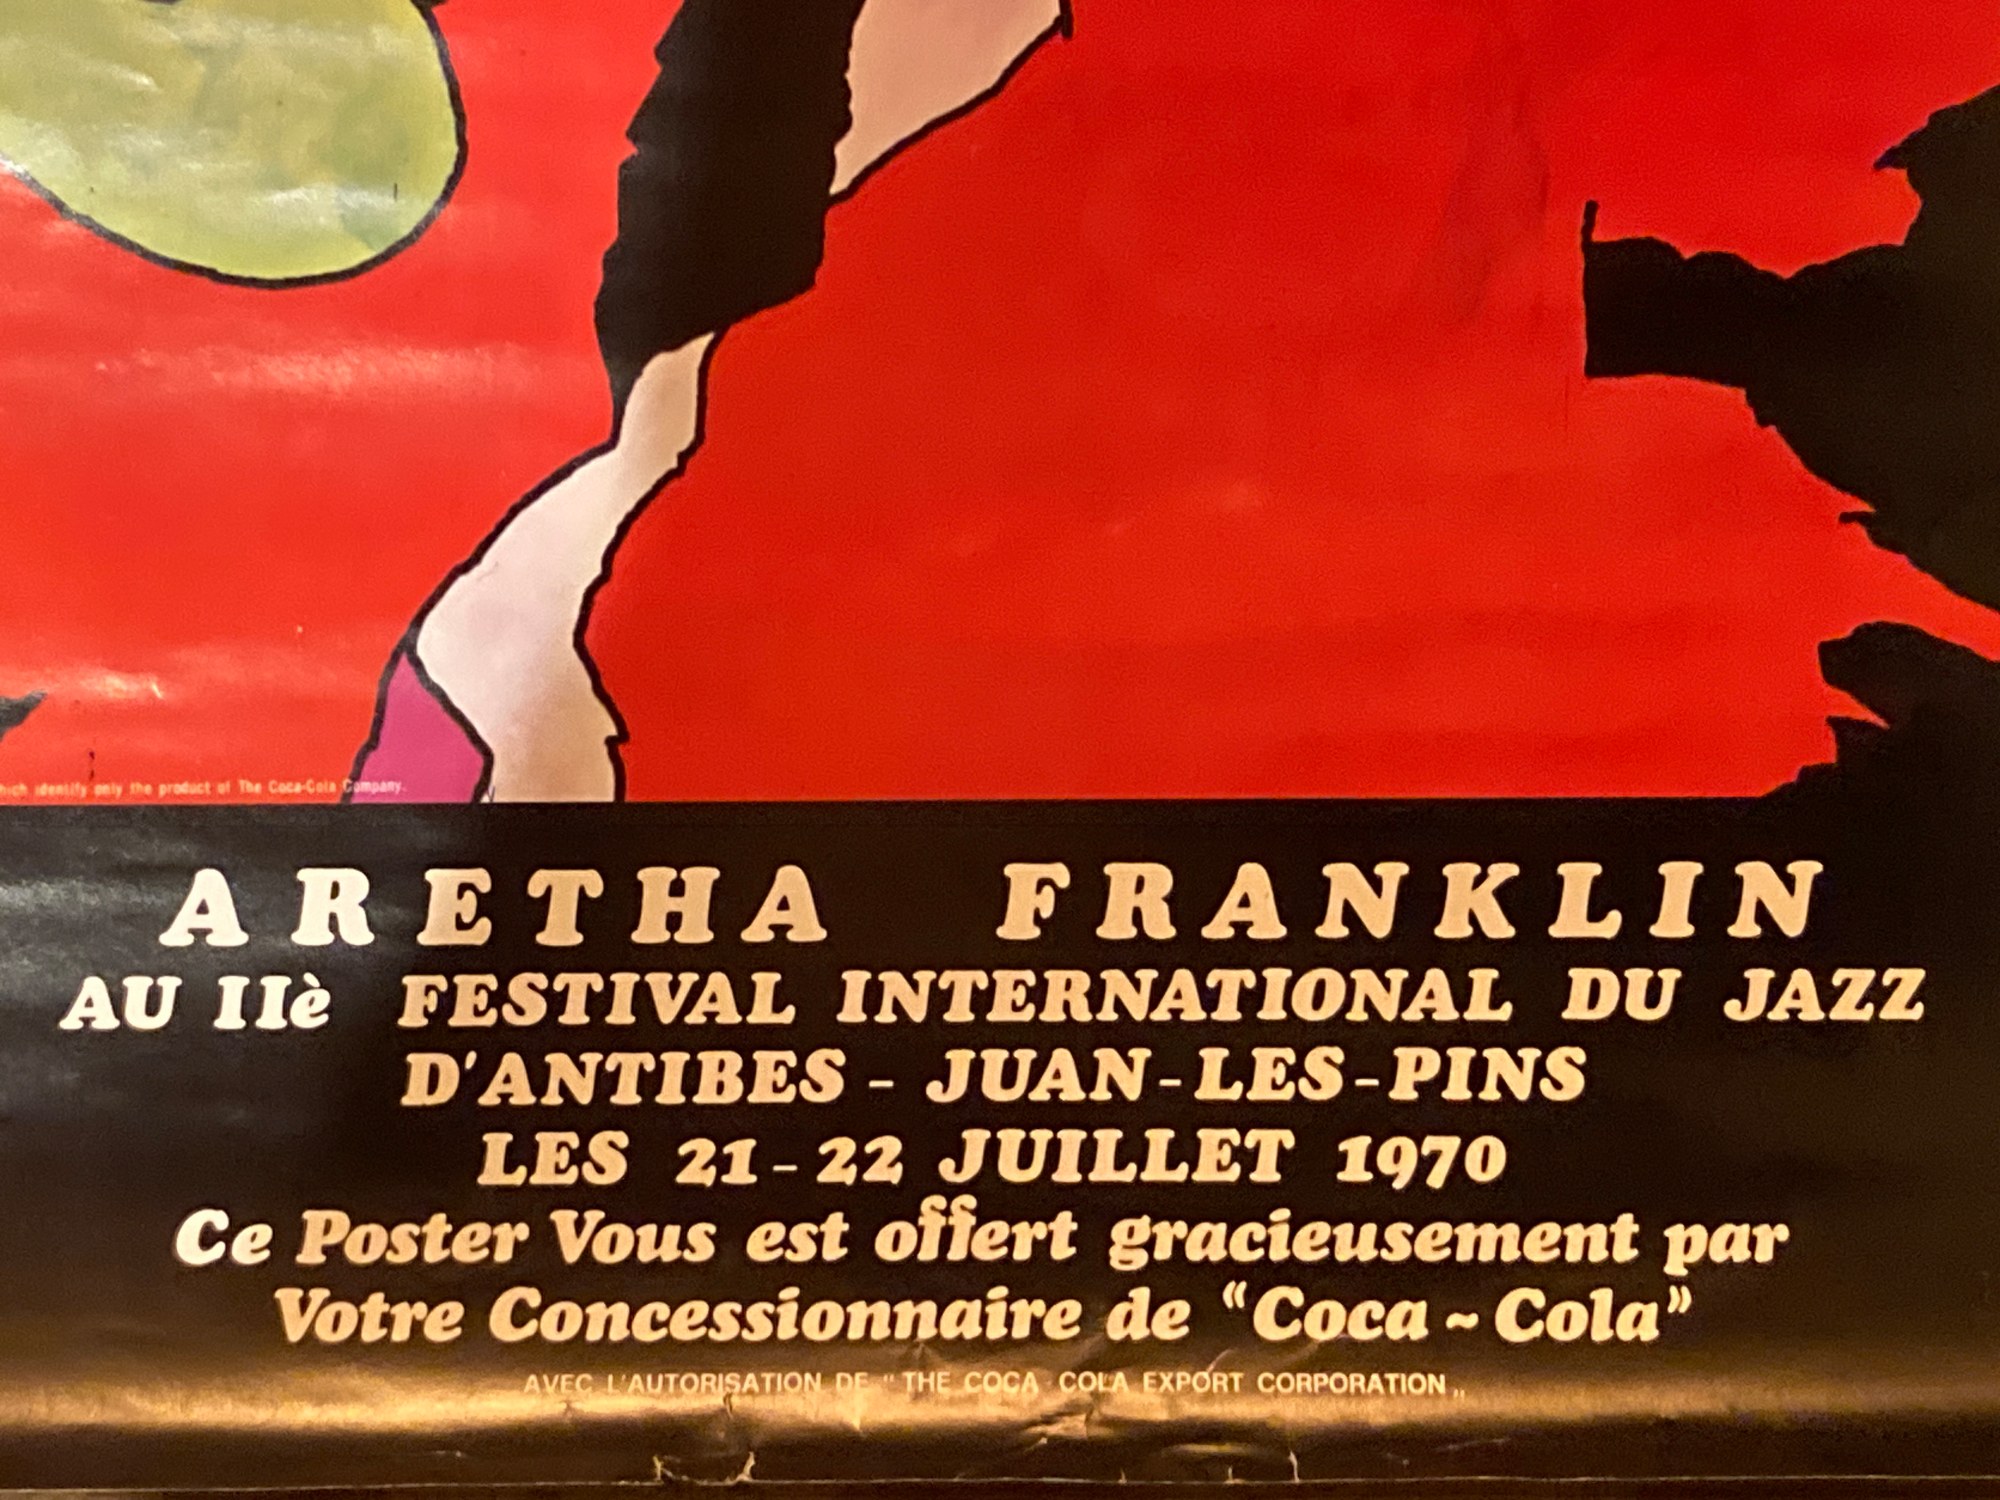 hich identify only the product of The Coca-Cola Company.
ARETHA FRANKLIN
AU IIè FESTIVAL INTERNATIONAL DU JAZZ
D'ANTIBES - JUAN-LES-PINS
LES 21-22 JUILLET 1970
Ce Poster Vous est offert gracieusement par
Votre Concessionnaire de “Coca~Cola”
AVEC L'AUTORISATION DE " THE COCA-COLA EXPORT CORPORATION „